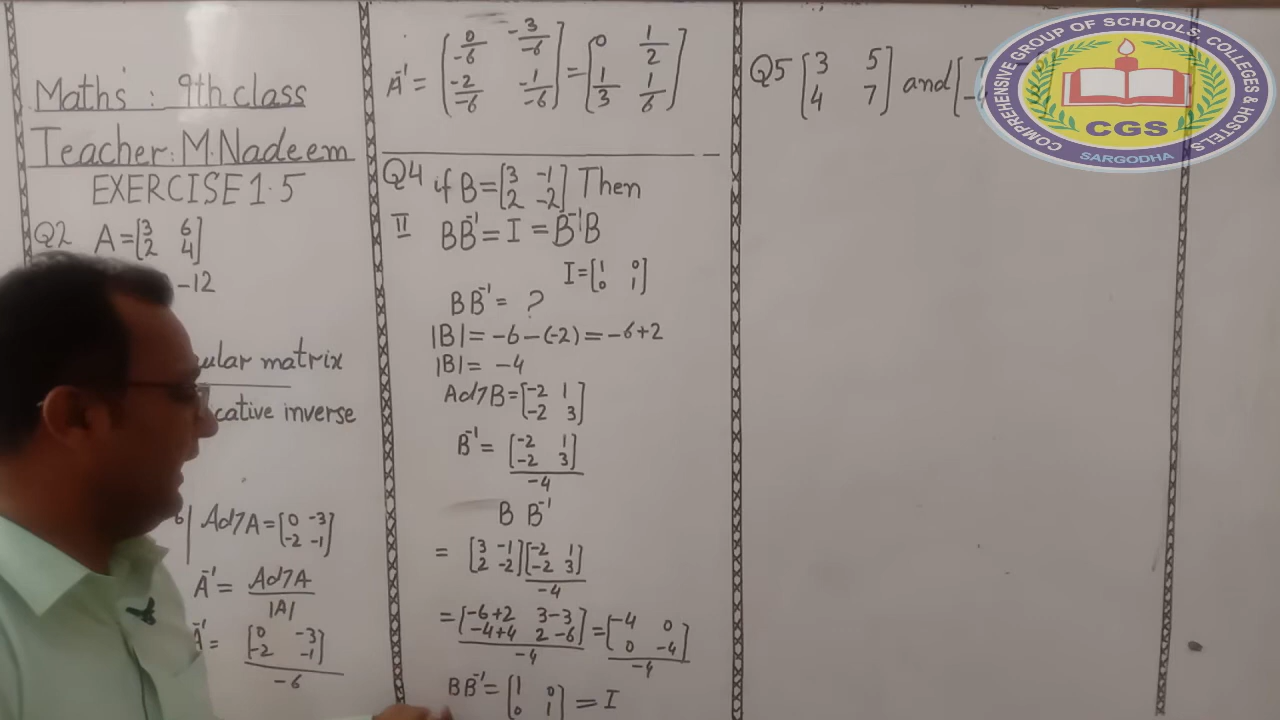 Maths : 9th class
Teacher: M. Nadeem
EXERCISE 1.5
Q2 A = [3 6
2 4]
-12
ular matrix
cative inverse
6| Ad7A = [0 -3
-2 -1]
A⁻¹ = Ad7A
|A|
A⁻¹ = [0 -3
-2 -1]
-6
A⁻¹ = [0/-6 -3/-6
-2/-6 -1/-6] = [0 1/2
1/3 1/6]
Q4 if B = [3 -1
2 -2] Then
II BB⁻¹ = I = B⁻¹B
I = [1 0
0 1]
BB⁻¹ = ?
|B| = -6 - (-2) = -6+2
|B| = -4
Ad7B = [-2 1
-2 3]
B⁻¹ = [-2 1
-2 3]
-4
B B⁻¹
= [3 -1
2 -2] [-2 1
-2 3]
-4
= [-6+2 3-3
-4+4 2-6]
-4
= [-4 0
0 -4]
-4
BB⁻¹ = [1 0
0 1] = I
Q5 [3 5
4 7] and [7
COMPREHENSIVE GROUP OF SCHOOLS, COLLEGES & HOSTELS
CGS
SARGODHA